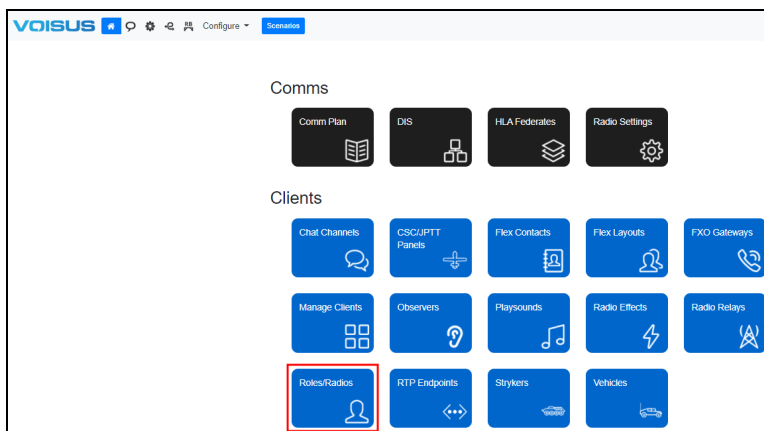 VOISUS RB Configure Scenarios
Comms
Comm Plan
DIS
HLA Federates
Radio Settings
Clients
Chat Channels
CSC/JPTT
Panels
Flex Contacts
Flex Layouts
FXO Gateways
Manage Clients
Observers
Playsounds
Radio Effects
Radio Relays
Roles/Radios
RTP Endpoints
Strykers
Vehicles